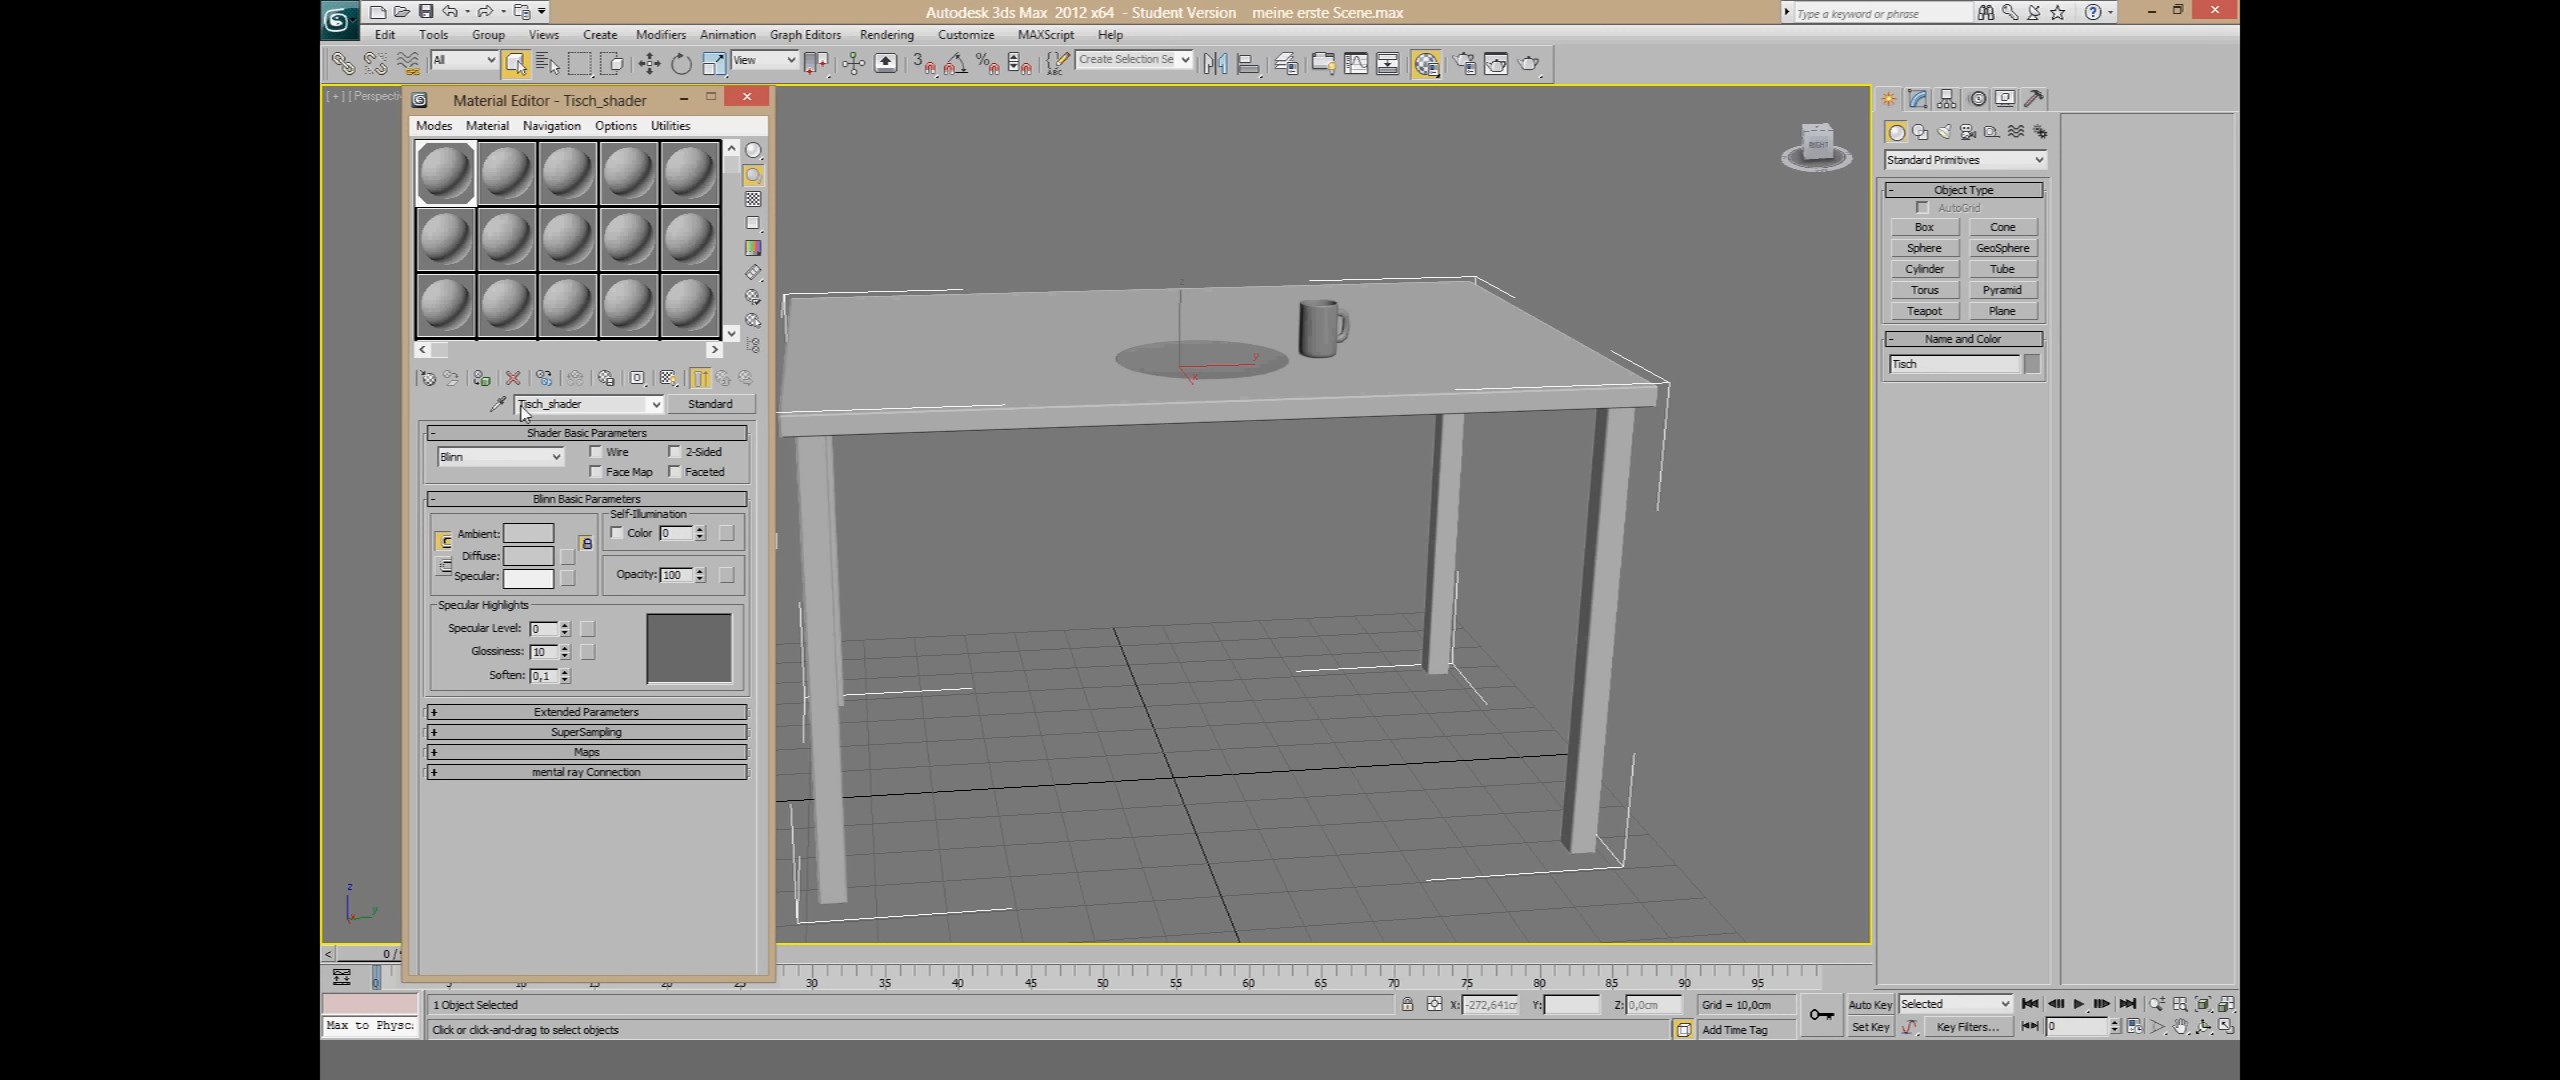 Autodesk 3ds Max 2012 x64 - Student Version meine erste Scene.max
Type a keyword or phrase
Edit Tools Group Views Create Modifiers Animation Graph Editors Rendering Customize MAXScript Help
All
View
3
Create Selection Se
[ + ] [ Perspectiv
Material Editor - Tisch_shader
Modes Material Navigation Options Utilities
Tisch_shader
Standard
Shader Basic Parameters
Blinn
Wire
2-Sided
Face Map
Faceted
Blinn Basic Parameters
Ambient:
Diffuse:
Specular:
Self-Illumination
Color 0
Opacity: 100
Specular Highlights
Specular Level: 0
Glossiness: 10
Soften: 0,1
Extended Parameters
SuperSampling
Maps
mental ray Connection
RIGHT
z
y
x
z
y
x
Standard Primitives
Object Type
AutoGrid
Box Cone
Sphere GeoSphere
Cylinder Tube
Torus Pyramid
Teapot Plane
Name and Color
Tisch
0 /
0
30 35 40 45 50 55 60 65 70 75 80 85 90 95
1 Object Selected
X: -272,641cr
Y:
Z: 0,0cm
Grid = 10,0cm
Auto Key
Selected
Max to Physc:
Click or click-and-drag to select objects
Add Time Tag
Set Key
Key Filters...
0